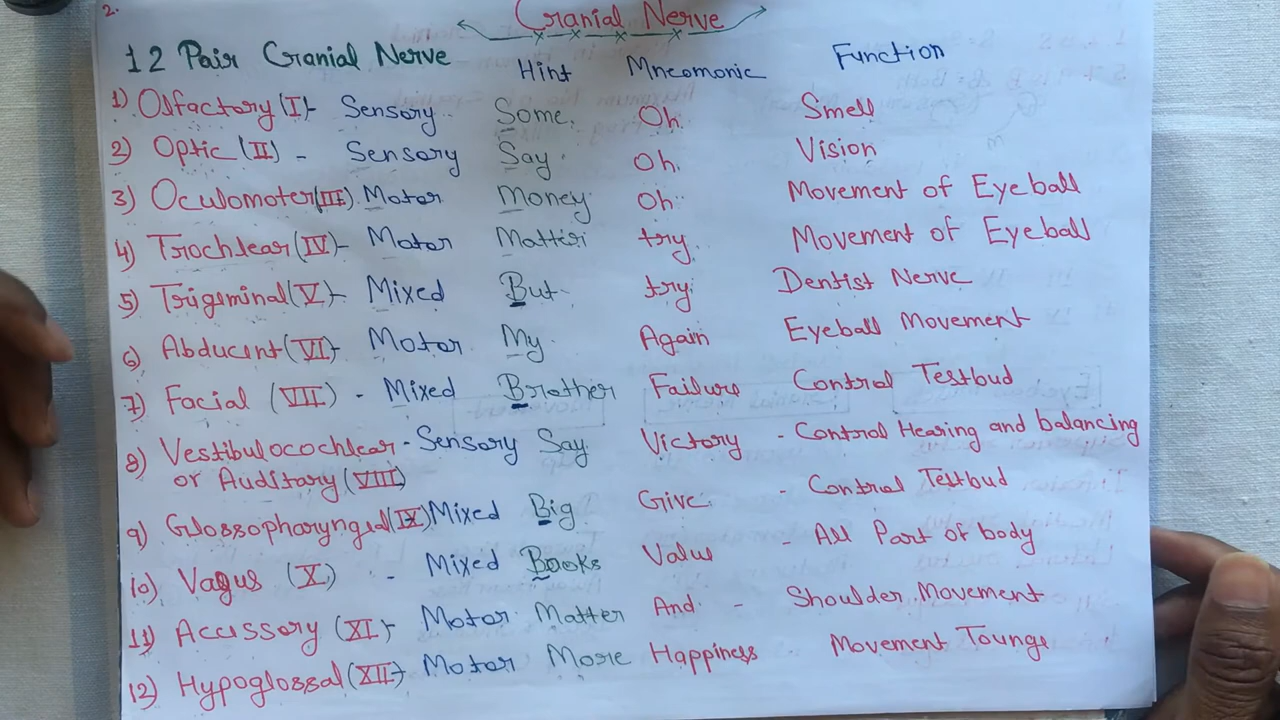 2.
Cranial Nerve
12 Pair Cranial Nerve Hint Mneomonic Function
1) Olfactory (I)- Sensory Some Oh Smell
2) Optic (II) - Sensory Say Oh Vision
3) Oculomoter (III) Motor Money Oh Movement of Eyeball
4) Trochlear (IV)- Motor Matteri try Movement of Eyeball
5) Trigeminal (V)- Mixed But try Dentist Nerve
6) Abducent (VI)- Motor My Again Eyeball Movement
7) Facial (VII) - Mixed Brother Failure Control Testbud
8) Vestibulocochlear - Sensory Say Victory - Control Hearing and balancing
or Auditary (VIII)
9) Glossopharyngeal (IX) Mixed Big Give - Control Testbud
10) Vagus (X) - Mixed Books Value - All Part of body
11) Accessory (XI)- Motor Matter And - Shoulder Movement
12) Hypoglossal (XII)- Motor More Happiness Movement Tounge